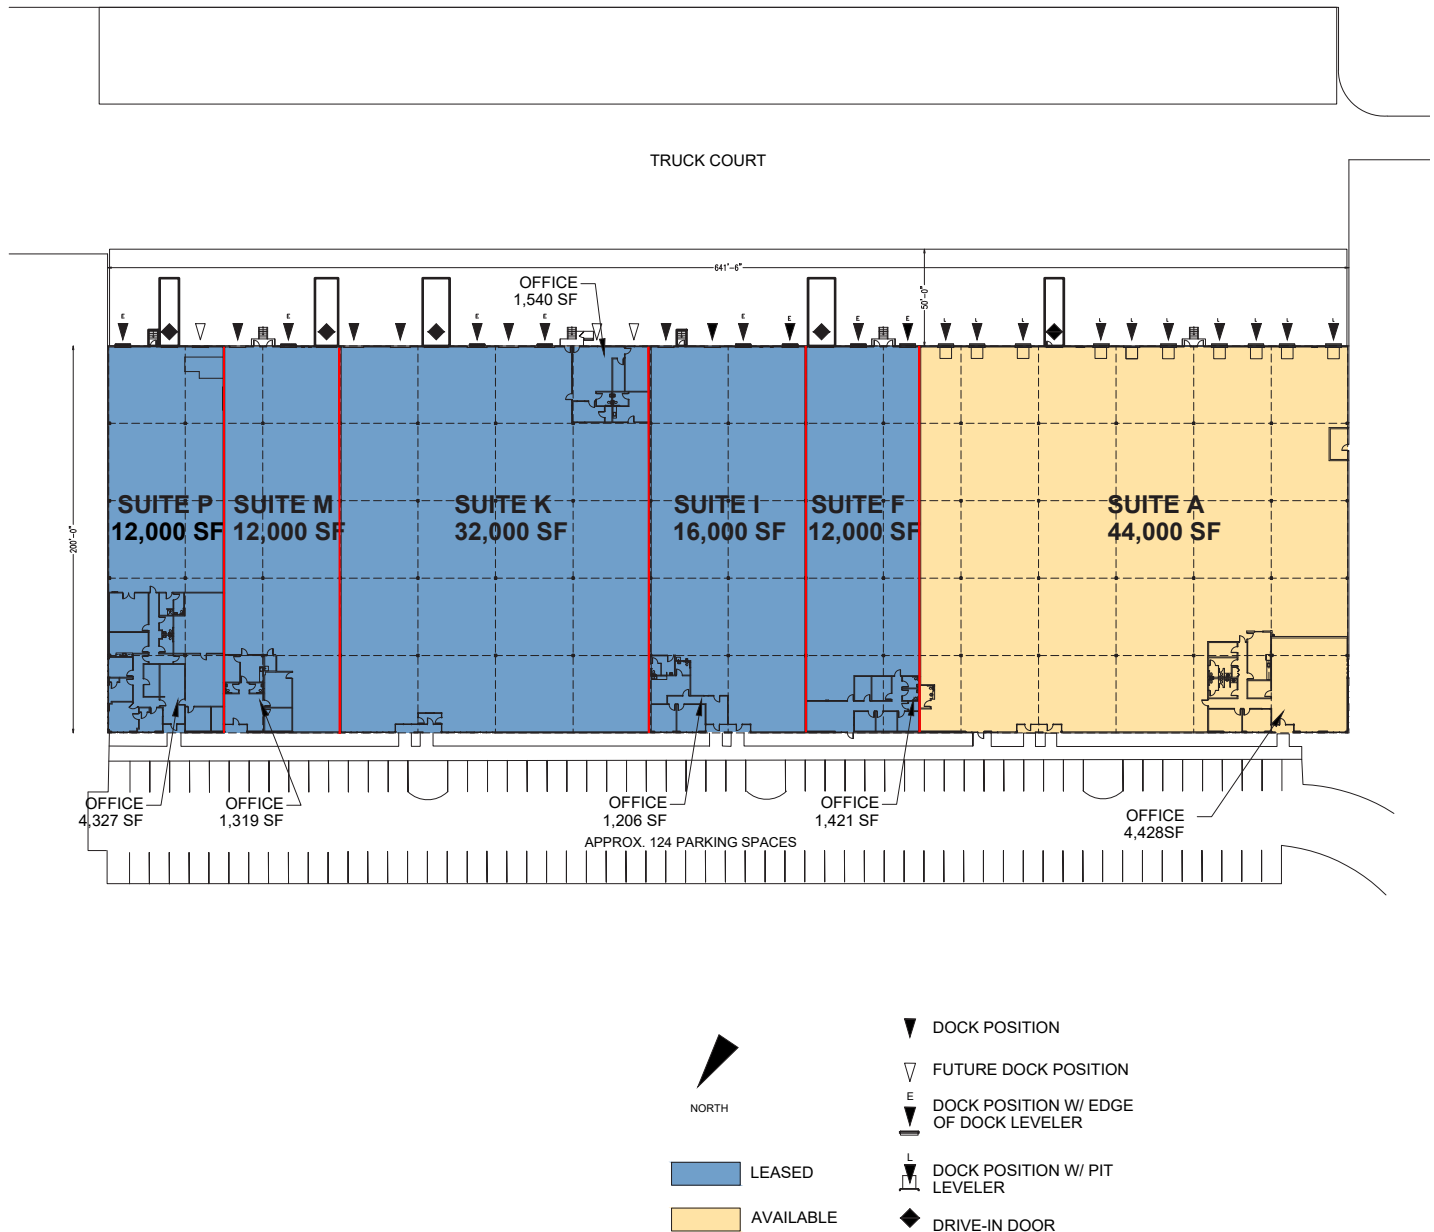 TRUCK COURT
641'-6"
50'-0"
OFFICE
1,540 SF
E
E
E
E
E
E
E
E
L
L
L
L
L
L
L
L
L
200'-0"
SUITE P
12,000 SF
SUITE M
12,000 SF
SUITE K
32,000 SF
SUITE I
16,000 SF
SUITE F
12,000 SF
SUITE A
44,000 SF
OFFICE
4,327 SF
OFFICE
1,319 SF
OFFICE
1,206 SF
OFFICE
1,421 SF
OFFICE
4,428SF
APPROX. 124 PARKING SPACES
NORTH
DOCK POSITION
FUTURE DOCK POSITION
E
DOCK POSITION W/ EDGE
OF DOCK LEVELER
L
DOCK POSITION W/ PIT
LEVELER
DRIVE-IN DOOR
LEASED
AVAILABLE